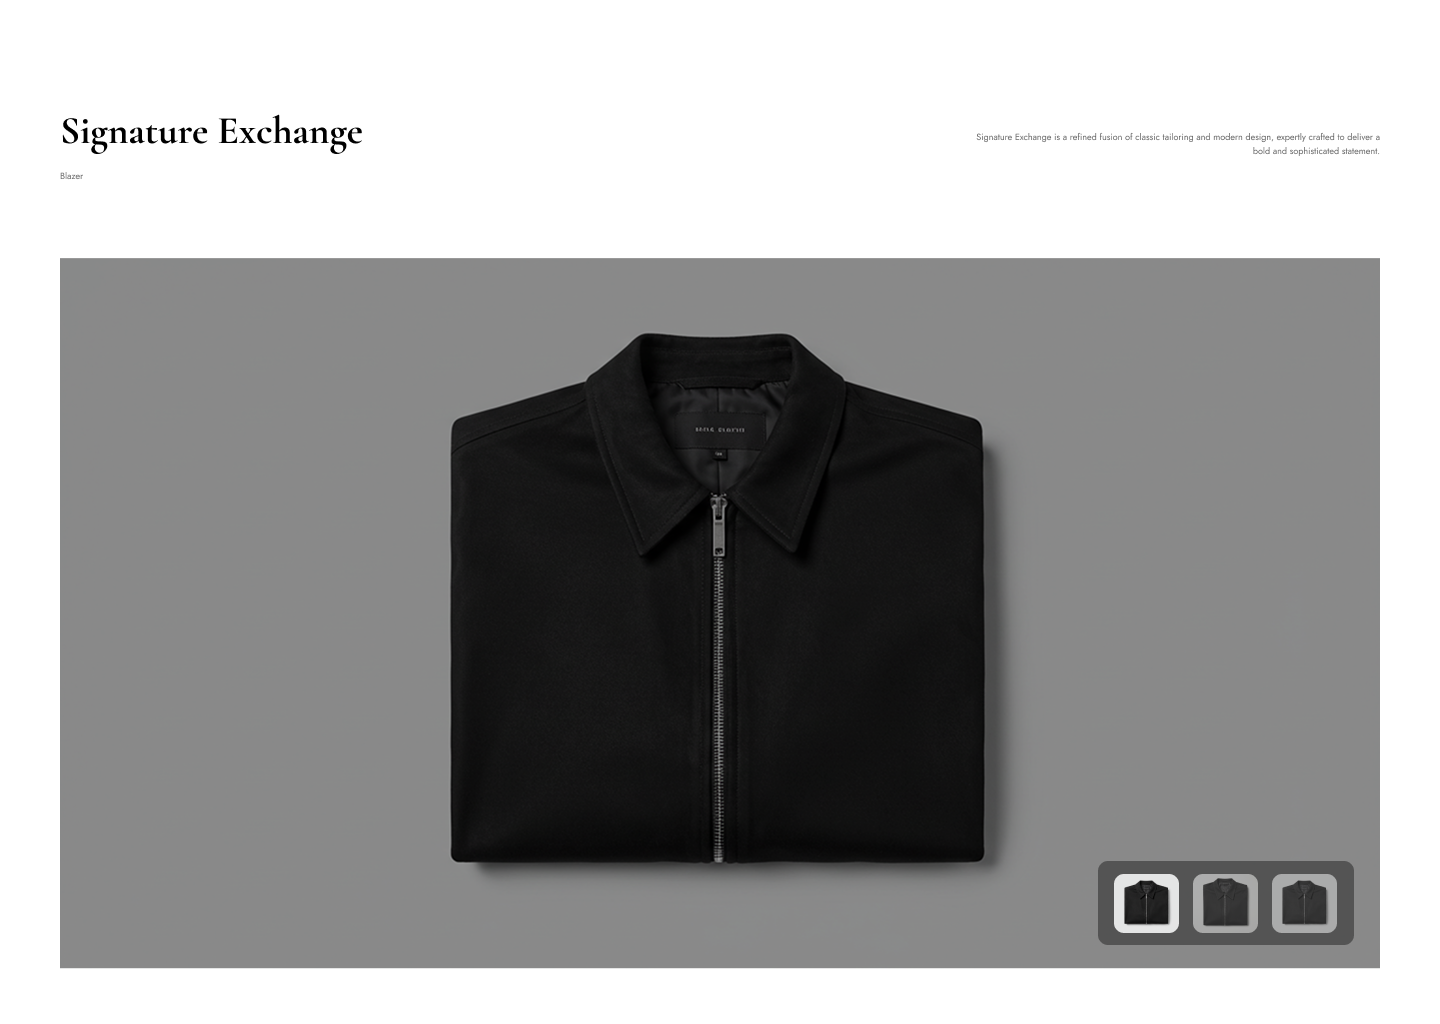 Signature Exchange
Blazer
Signature Exchange is a refined fusion of classic tailoring and modern design, expertly crafted to deliver a
bold and sophisticated statement.